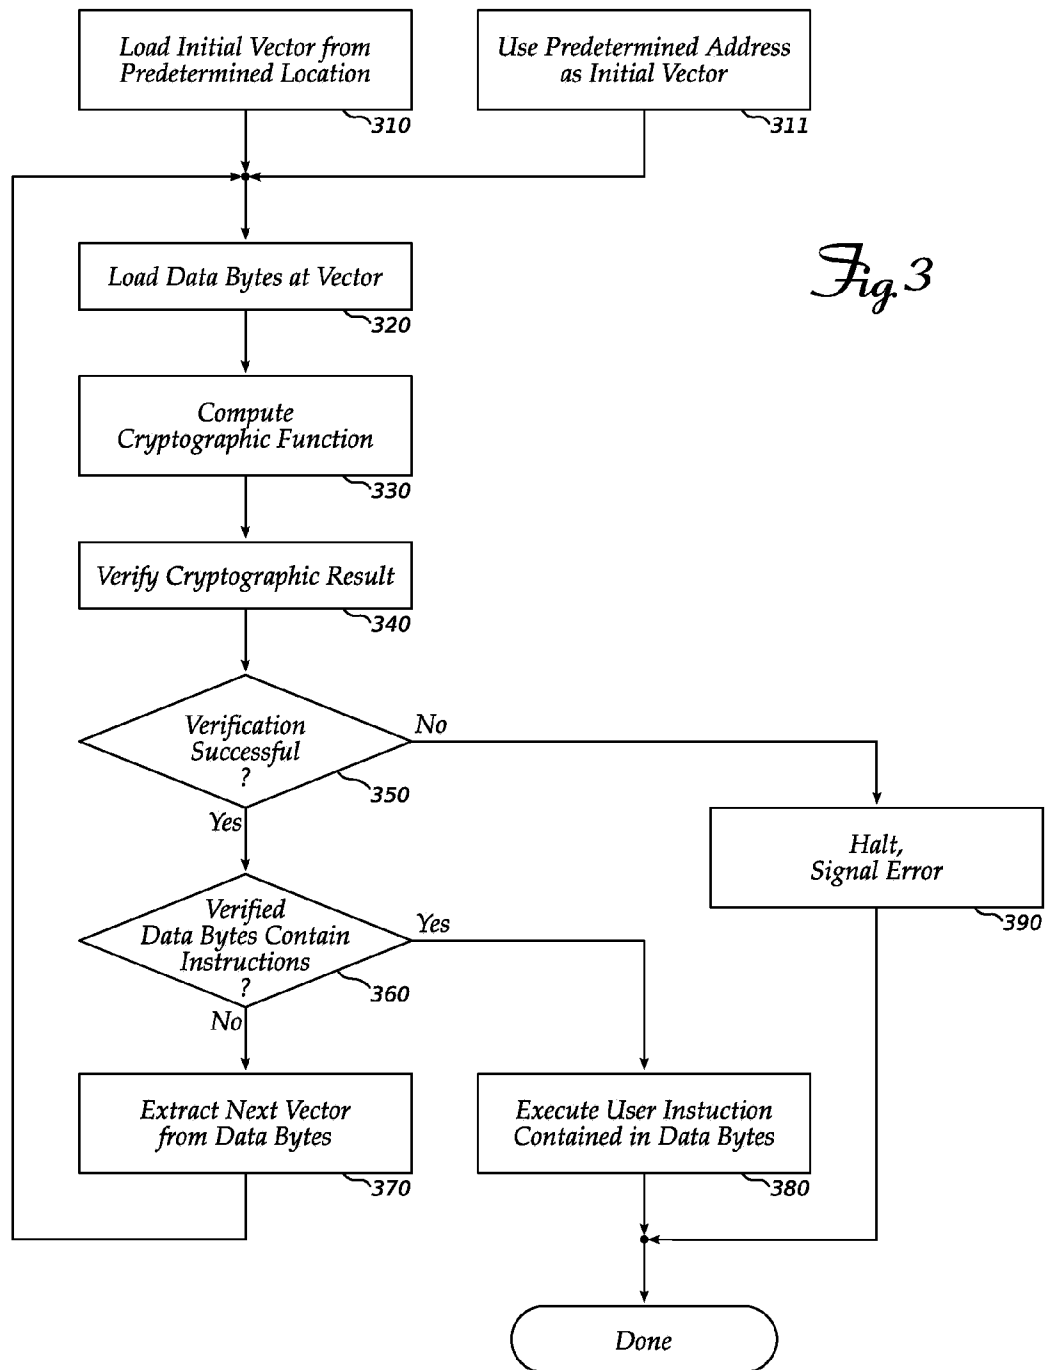 Load Initial Vector from
Predetermined Location
310
Use Predetermined Address
as Initial Vector
311
Fig. 3
Load Data Bytes at Vector
320
Compute
Cryptographic Function
330
Verify Cryptographic Result
340
Verification
Successful
?
350
No
Yes
Halt,
Signal Error
390
Verified
Data Bytes Contain
Instructions
?
360
Yes
No
Extract Next Vector
from Data Bytes
370
Execute User Instuction
Contained in Data Bytes
380
Done